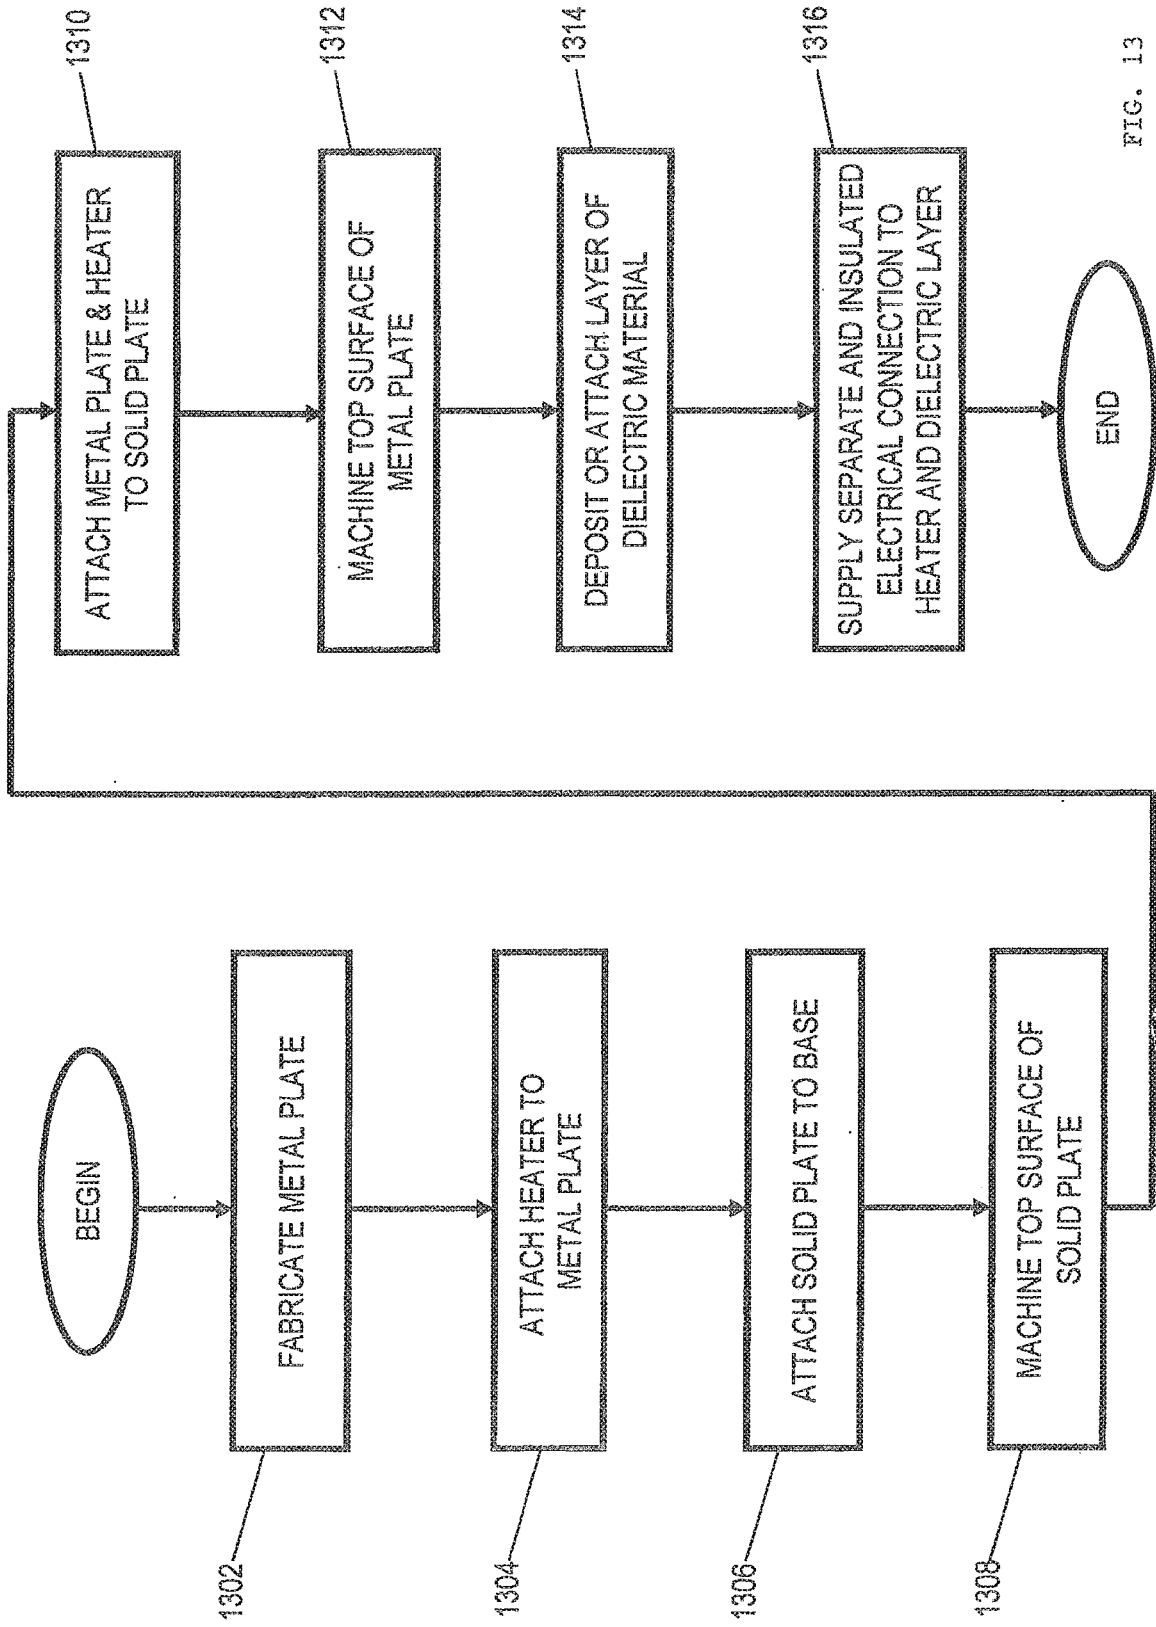 BEGIN
1302
FABRICATE METAL PLATE
1304
ATTACH HEATER TO
METAL PLATE
1306
ATTACH SOLID PLATE TO BASE
1308
MACHINE TOP SURFACE OF
SOLID PLATE
1310
ATTACH METAL PLATE & HEATER
TO SOLID PLATE
1312
MACHINE TOP SURFACE OF
METAL PLATE
1314
DEPOSIT OR ATTACH LAYER OF
DIELECTRIC MATERIAL
1316
SUPPLY SEPARATE AND INSULATED
ELECTRICAL CONNECTION TO
HEATER AND DIELECTRIC LAYER
END
FIG. 13